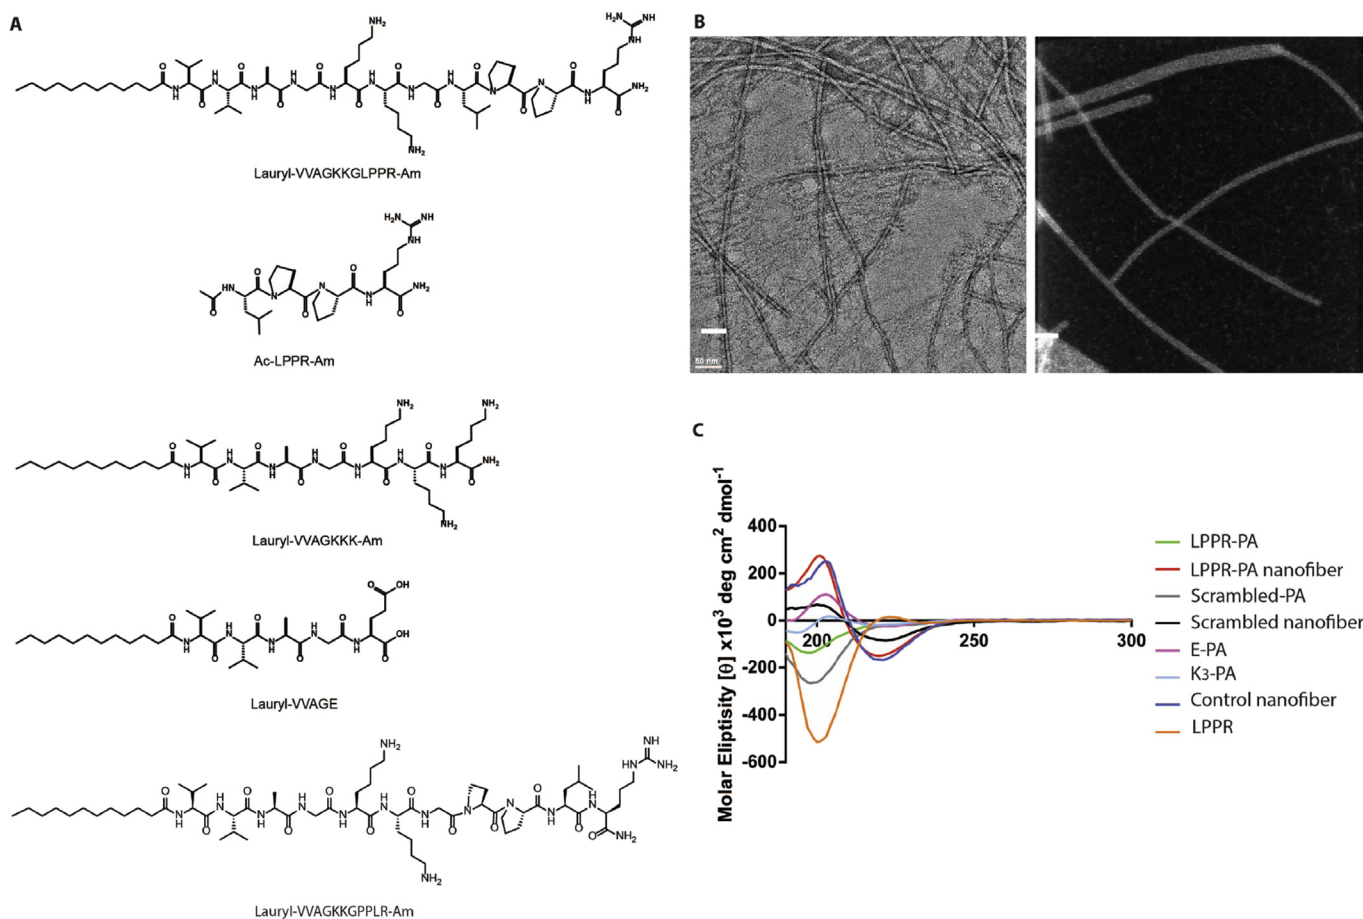 A
Lauryl-VVAGKKGLPPR-Am
Ac-LPPR-Am
Lauryl-VVAGKKK-Am
Lauryl-VVAGE
Lauryl-VVAGKKGPPLR-Am
B
50 nm
C
Molar Eliptisity [θ] x10³ deg cm² dmol⁻¹
400
200
0
-200
-400
-600
200
250
300
LPPR-PA
LPPR-PA nanofiber
Scrambled-PA
Scrambled nanofiber
E-PA
K3-PA
Control nanofiber
LPPR